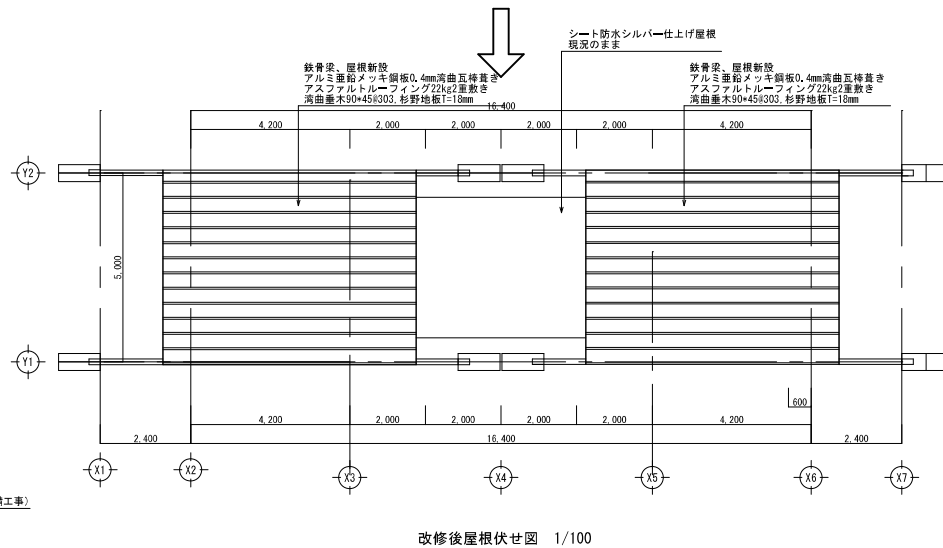 シート防水シルバー仕上げ屋根
現況のまま
鉄骨梁、屋根新設
アルミ亜鉛メッキ鋼板0.4mm湾曲瓦棒葺き
アスファルトルーフィング22kg2重敷き
湾曲垂木90*45@303,杉野地板T=18mm
鉄骨梁、屋根新設
アルミ亜鉛メッキ鋼板0.4mm湾曲瓦棒葺き
アスファルトルーフィング22kg2重敷き
湾曲垂木90*45@303,杉野地板T=18mm
16,400
4,200 2,000 2,000 2,000 2,000 4,200
Y2
5,000
Y1
600
4,200 2,000 2,000 2,000 2,000 4,200
2,400 16,400 2,400
X1 X2 X3 X4 X5 X6 X7
工事）
改修後屋根伏せ図 1/100